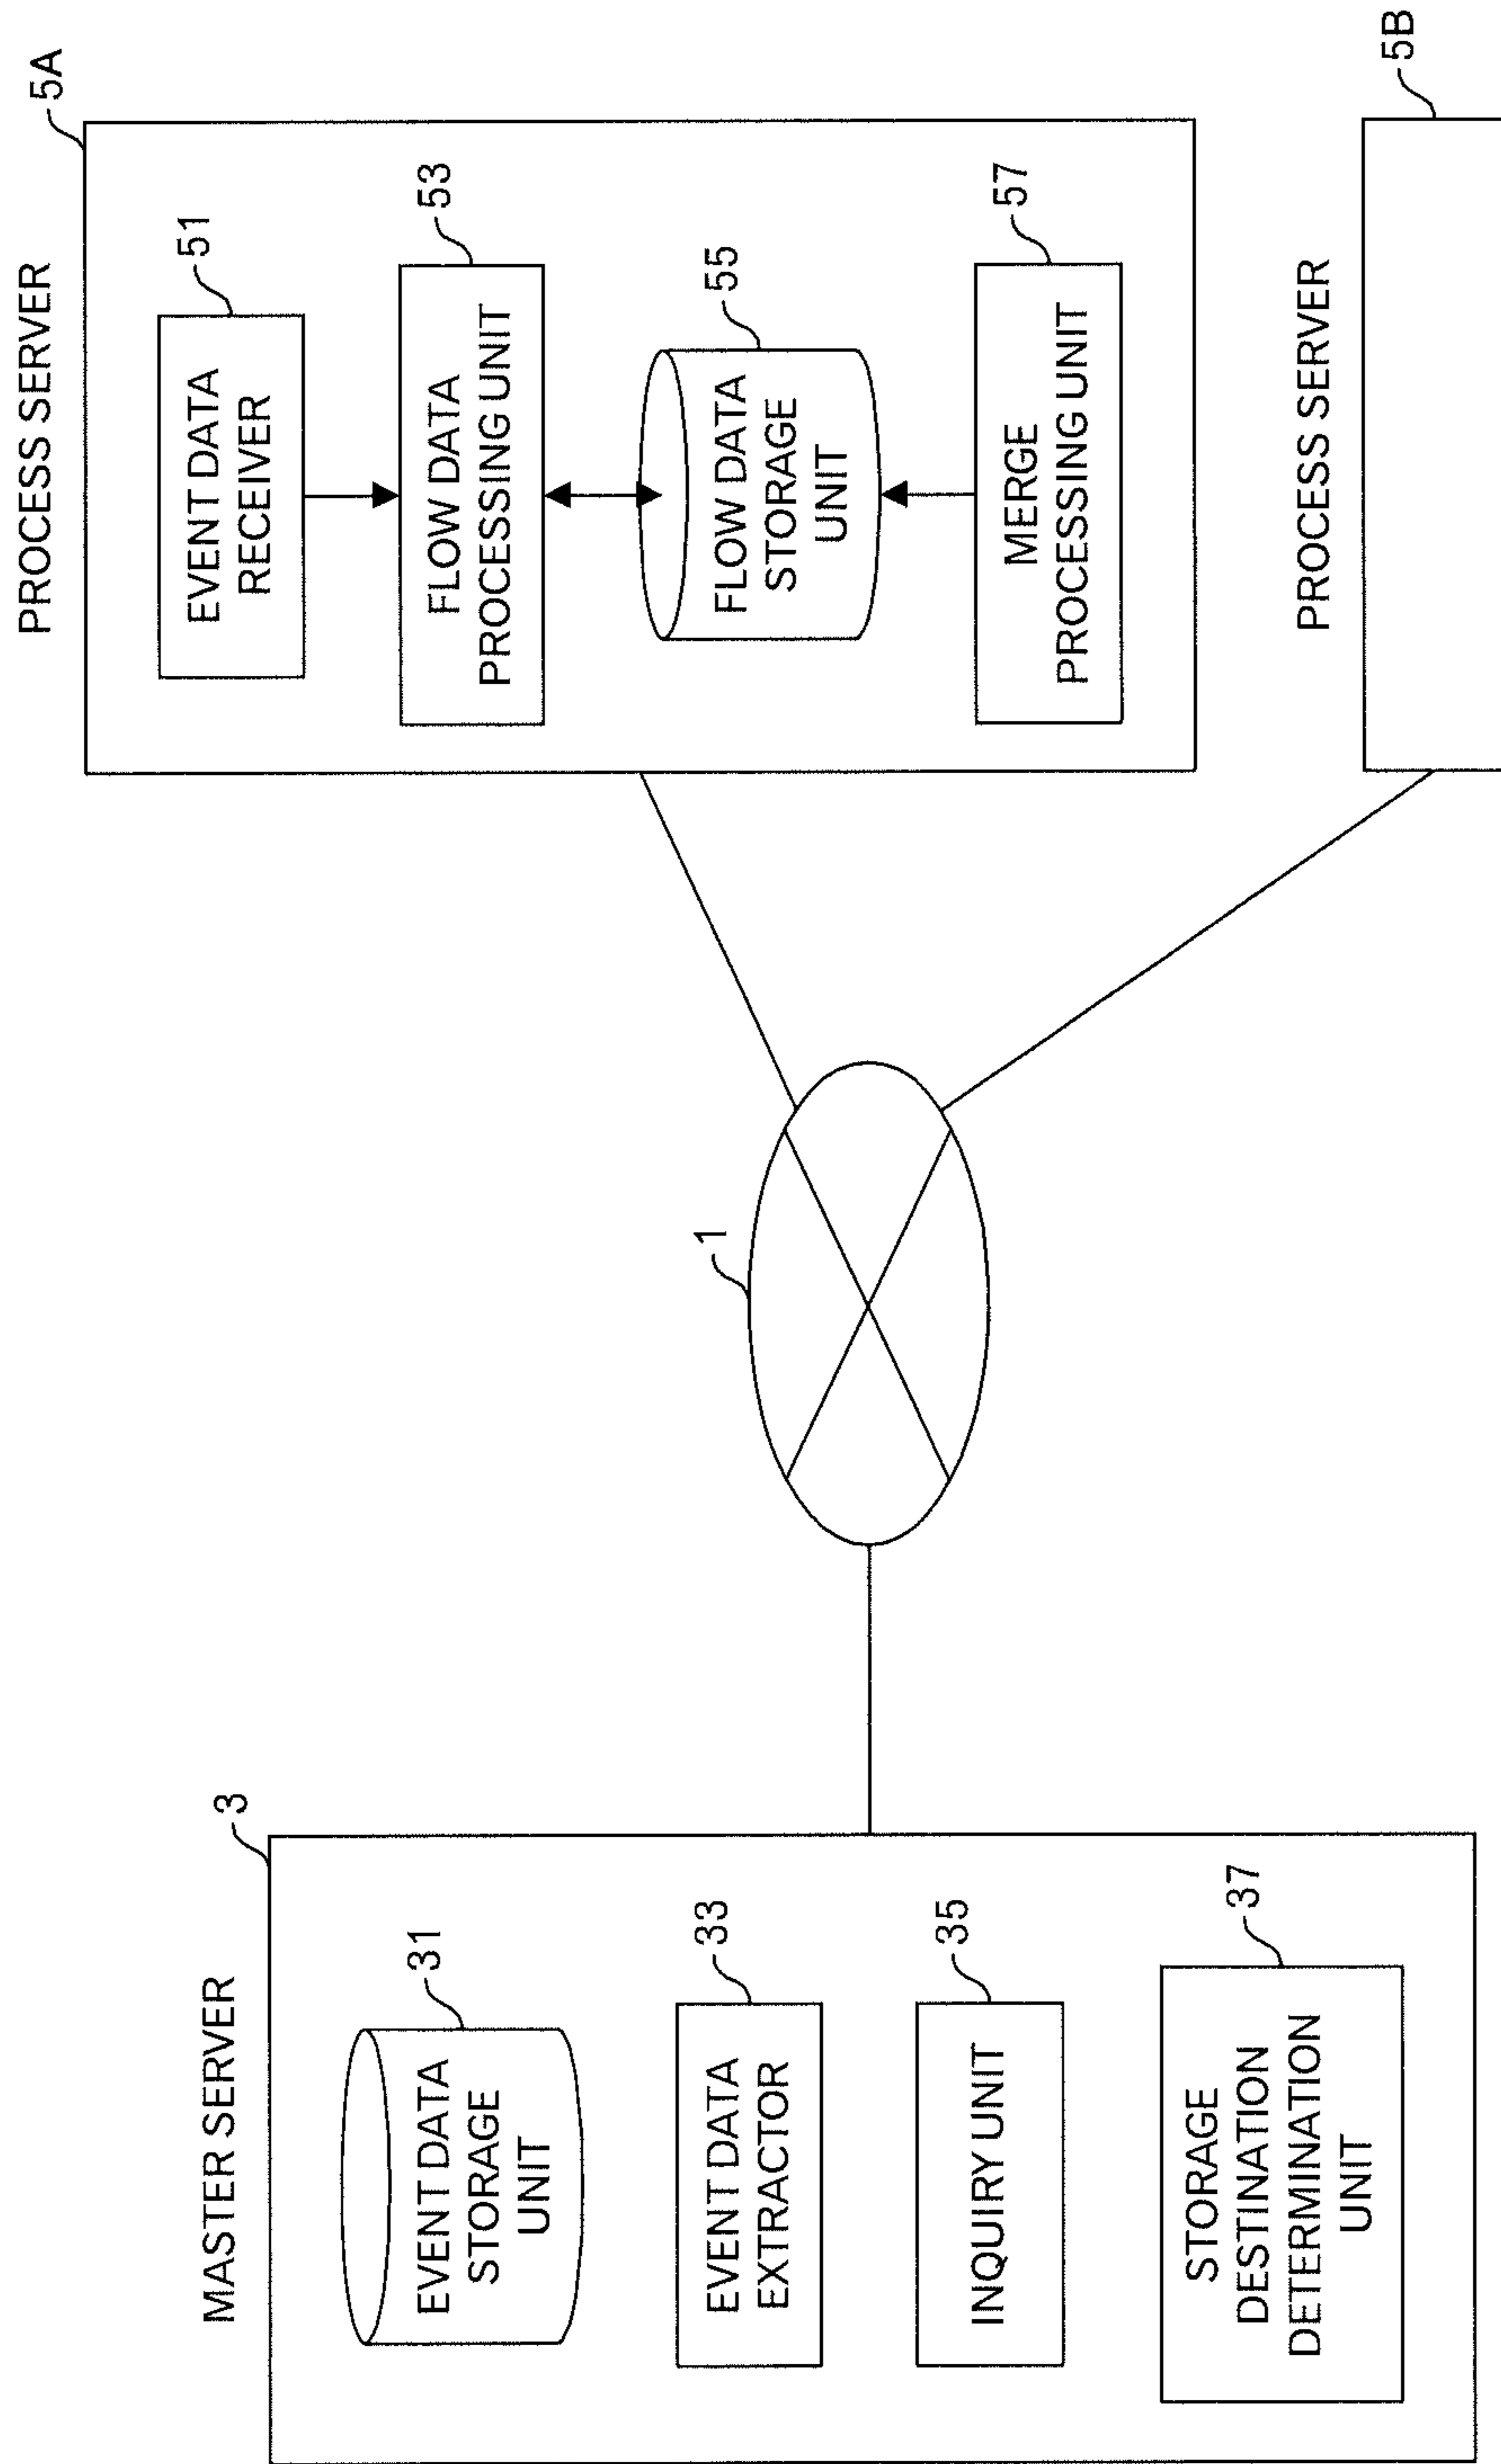 MASTER SERVER
3
EVENT DATA
STORAGE
UNIT
31
EVENT DATA
EXTRACTOR
33
INQUIRY UNIT
35
STORAGE
DESTINATION
DETERMINATION
UNIT
37
1
PROCESS SERVER
5A
EVENT DATA
RECEIVER
51
FLOW DATA
PROCESSING UNIT
53
FLOW DATA
STORAGE
UNIT
55
MERGE
PROCESSING UNIT
57
PROCESS SERVER
5B